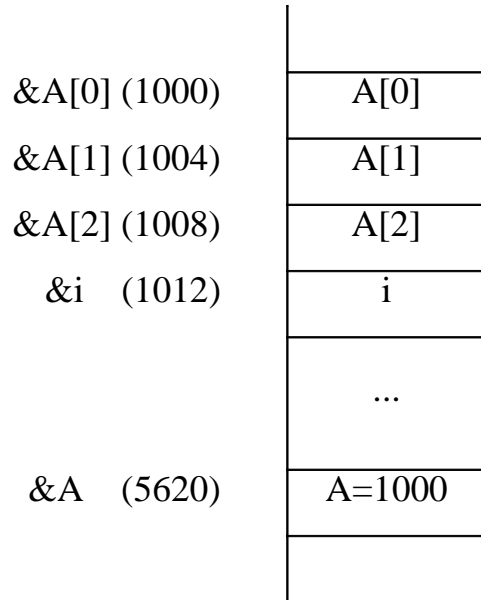 &A[0] (1000) A[0]
&A[1] (1004) A[1]
&A[2] (1008) A[2]
&i (1012) i
...
&A (5620) A=1000